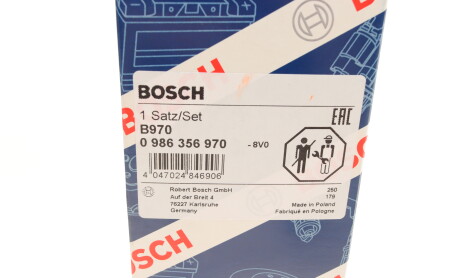 BOSCH
BOSCH
1 Satz/Set
B970
0 986 356 970 - 8V0
EAC
4 047024 846906
Robert Bosch GmbH
Auf der Breit 4
76227 Karlsruhe
Germany
250
179
Made in Poland
Fabriqué en Pologne
BOSCH